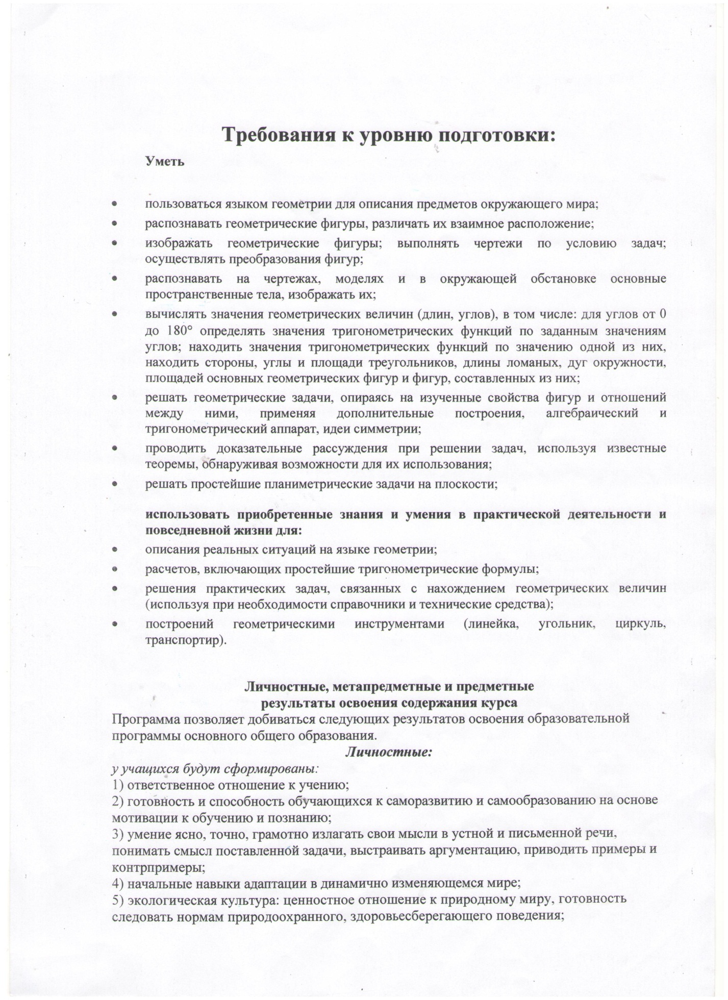 Требования к уровню подготовки:
Уметь
• пользоваться языком геометрии для описания предметов окружающего мира;
• распознавать геометрические фигуры, различать их взаимное расположение;
• изображать геометрические фигуры; выполнять чертежи по условию задач;
осуществлять преобразования фигур;
• распознавать на чертежах, моделях и в окружающей обстановке основные
пространственные тела, изображать их;
• вычислять значения геометрических величин (длин, углов), в том числе: для углов от 0
до 180° определять значения тригонометрических функций по заданным значениям
углов; находить значения тригонометрических функций по значению одной из них,
находить стороны, углы и площади треугольников, длины ломаных, дуг окружности,
площадей основных геометрических фигур и фигур, составленных из них;
• решать геометрические задачи, опираясь на изученные свойства фигур и отношений
между ними, применяя дополнительные построения, алгебраический и
тригонометрический аппарат, идеи симметрии;
• проводить доказательные рассуждения при решении задач, используя известные
теоремы, обнаруживая возможности для их использования;
• решать простейшие планиметрические задачи на плоскости;
использовать приобретенные знания и умения в практической деятельности и
повседневной жизни для:
• описания реальных ситуаций на языке геометрии;
• расчетов, включающих простейшие тригонометрические формулы;
• решения практических задач, связанных с нахождением геометрических величин
(используя при необходимости справочники и технические средства);
• построений геометрическими инструментами (линейка, угольник, циркуль,
транспортир).
Личностные, метапредметные и предметные
результаты освоения содержания курса
Программа позволяет добиваться следующих результатов освоения образовательной
программы основного общего образования.
Личностные:
у учащихся будут сформированы:
1) ответственное отношение к учению;
2) готовность и способность обучающихся к саморазвитию и самообразованию на основе
мотивации к обучению и познанию;
3) умение ясно, точно, грамотно излагать свои мысли в устной и письменной речи,
понимать смысл поставленной задачи, выстраивать аргументацию, приводить примеры и
контрпримеры;
4) начальные навыки адаптации в динамично изменяющемся мире;
5) экологическая культура: ценностное отношение к природному миру, готовность
следовать нормам природоохранного, здоровьесберегающего поведения;